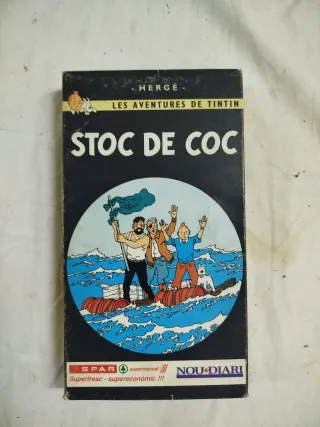 - HERGÉ -
LES AVENTURES DE TINTIN
STOC DE COC
SPAR supermercat
Superfresc - supereconòmic !!!
NOU DIARI